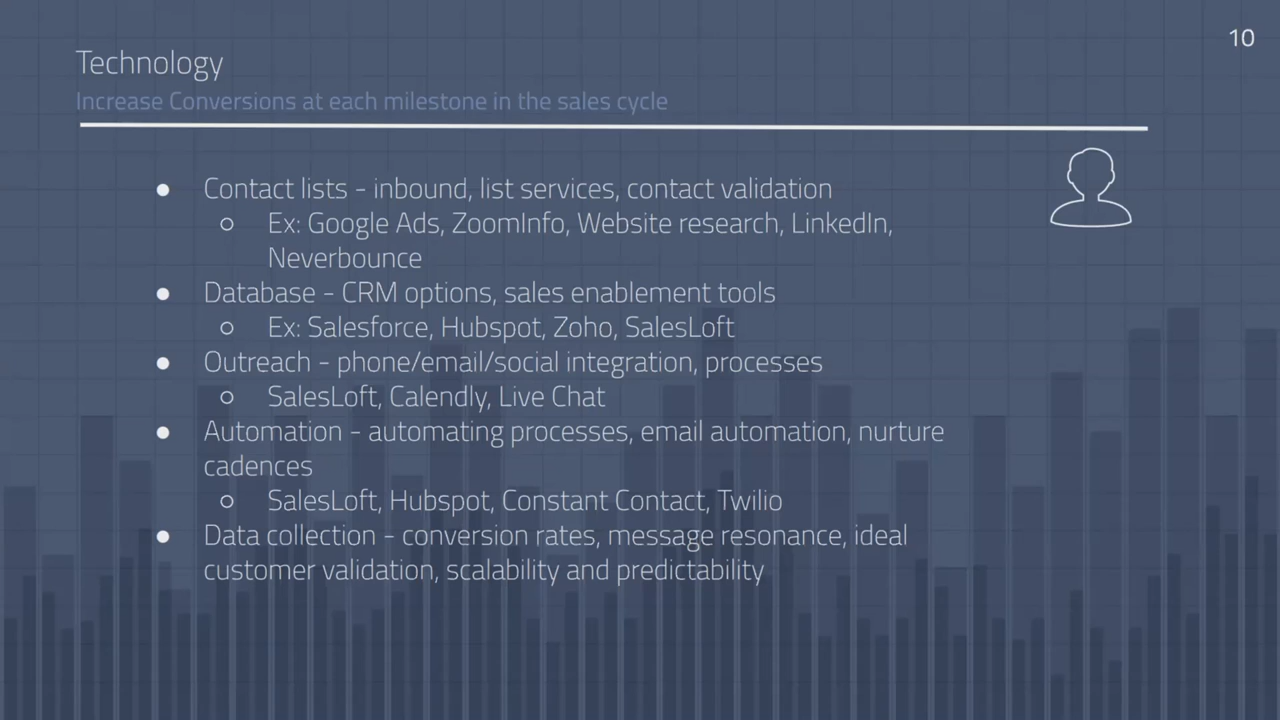 10
Technology
Increase Conversions at each milestone in the sales cycle
● Contact lists - inbound, list services, contact validation
○ Ex: Google Ads, ZoomInfo, Website research, LinkedIn,
Neverbounce
● Database - CRM options, sales enablement tools
○ Ex: Salesforce, Hubspot, Zoho, SalesLoft
● Outreach - phone/email/social integration, processes
○ SalesLoft, Calendly, Live Chat
● Automation - automating processes, email automation, nurture
cadences
○ SalesLoft, Hubspot, Constant Contact, Twilio
● Data collection - conversion rates, message resonance, ideal
customer validation, scalability and predictability